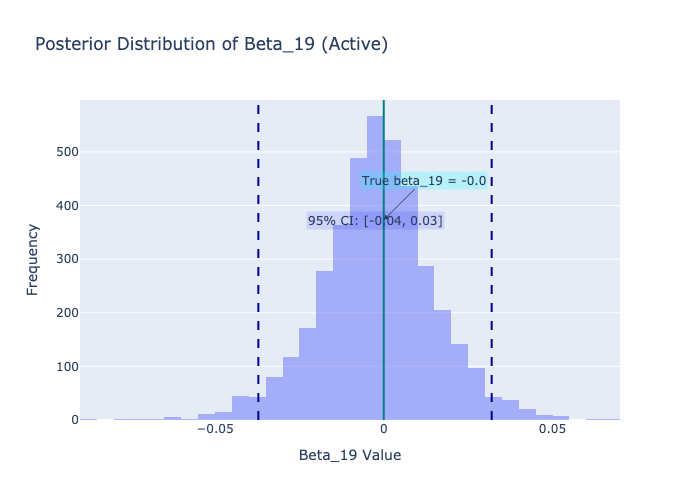 Posterior Distribution of Beta_19 (Active)
500
True beta_19 = -0.0
400
95% CI: [-0.04, 0.03]
300
200
100
0
−0.05
0
0.05
Frequency
Beta_19 Value